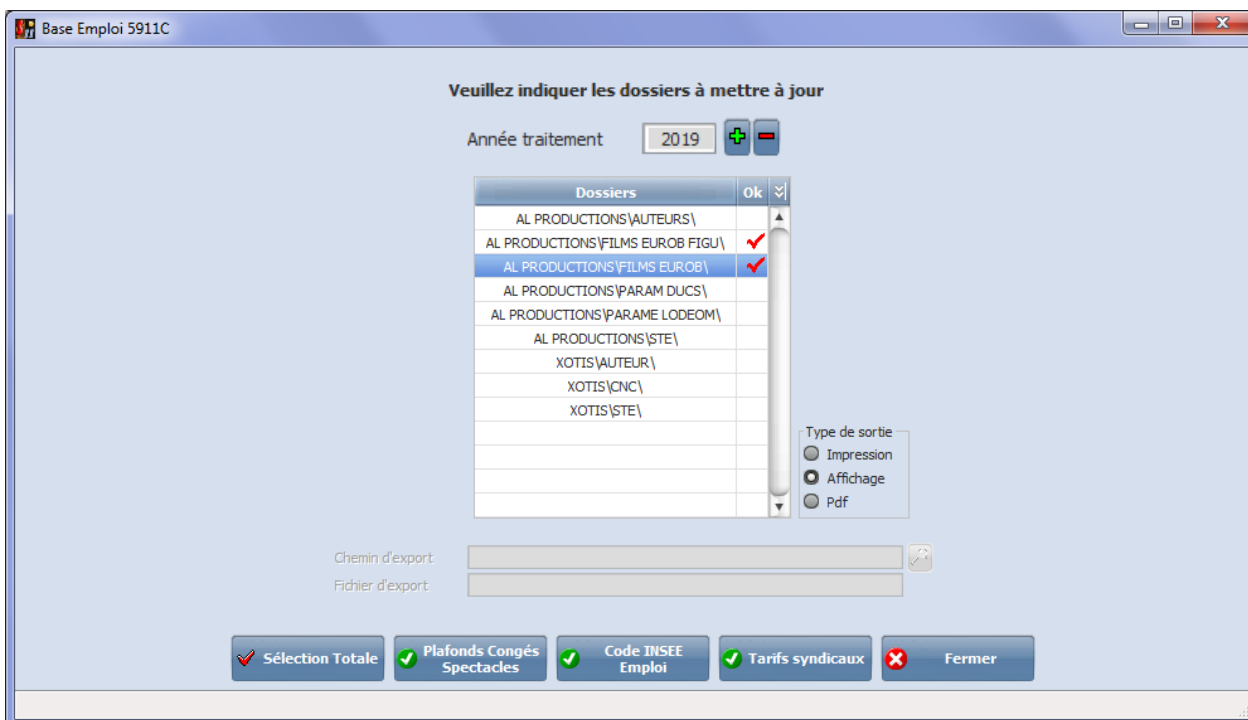 Base Emploi 5911C
Veuillez indiquer les dossiers à mettre à jour
Année traitement 2019
Dossiers Ok
AL PRODUCTIONS\AUTEURS\
AL PRODUCTIONS\FILMS EUROB FIGU\
AL PRODUCTIONS\FILMS EUROB\
AL PRODUCTIONS\PARAM DUCS\
AL PRODUCTIONS\PARAME LODEOM\
AL PRODUCTIONS\STE\
XOTIS\AUTEUR\
XOTIS\CNC\
XOTIS\STE\
Type de sortie
Impression
Affichage
Pdf
Chemin d'export
Fichier d'export
Sélection Totale
Plafonds Congés
Spectacles
Code INSEE
Emploi
Tarifs syndicaux
Fermer